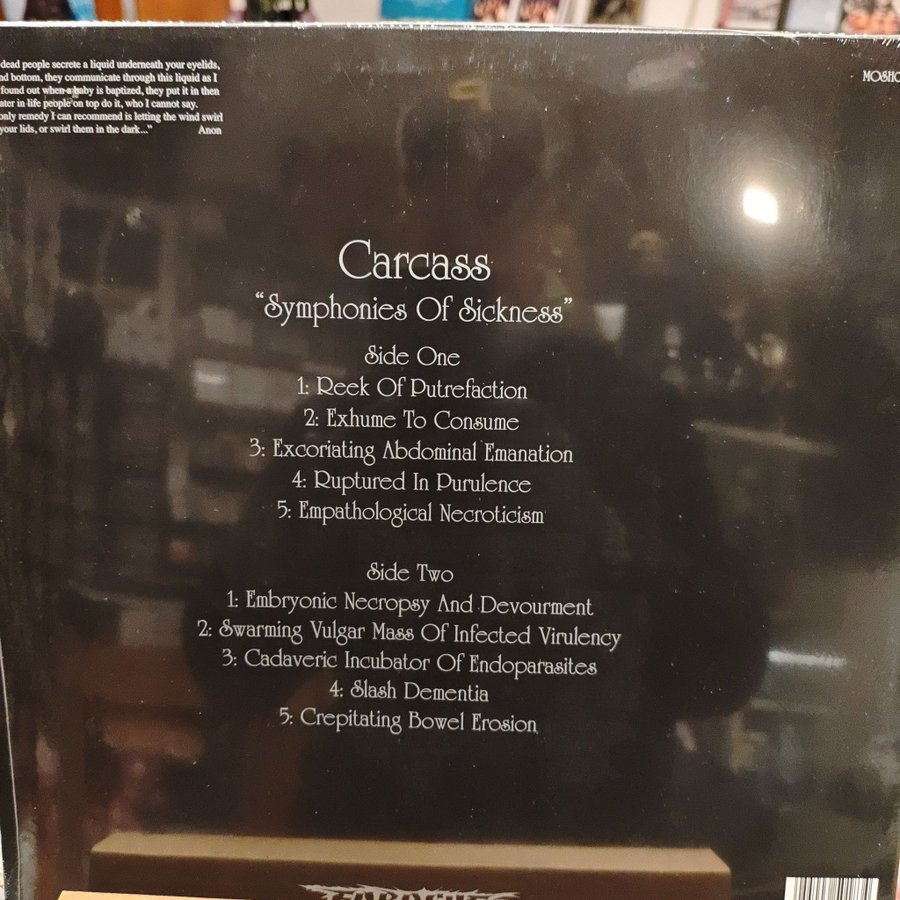 dead people secrete a liquid underneath your eyelids,
nd bottom, they communicate through this liquid as I
found out when a baby is baptized, they put it in then
ater in life people on top do it, who I cannot say.
only remedy I can recommend is letting the wind swirl
your lids, or swirl them in the dark..."
Anon
MOSH
Carcass
"Symphonies Of Sickness"
Side One
1: Reek Of Putrefaction
2: Exhume To Consume
3: Excoriating Abdominal Emanation
4: Ruptured In Purulence
5: Empathological Necroticism
Side Two
1: Embryonic Necropsy And Devourment
2: Swarming Vulgar Mass Of Infected Virulency
3: Cadaveric Incubator Of Endoparasites
4: Slash Dementia
5: Crepitating Bowel Erosion